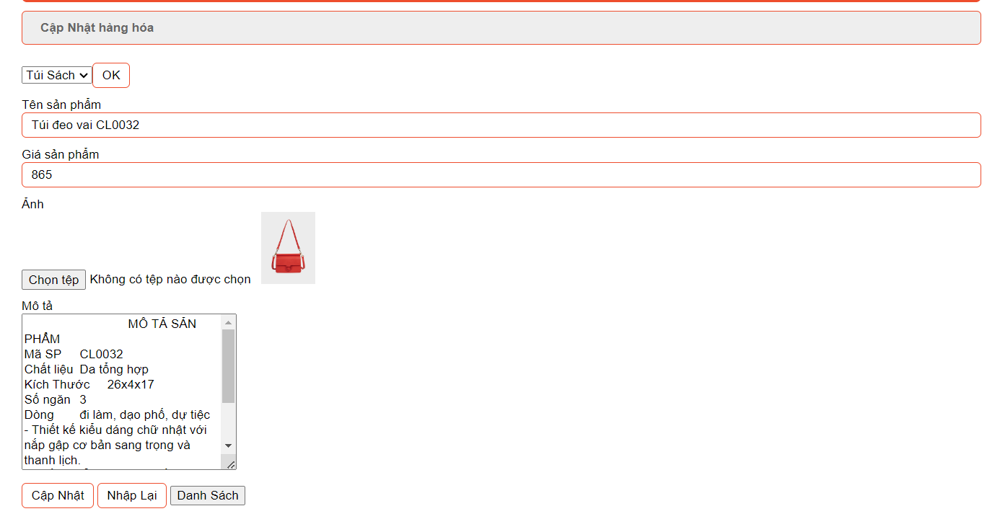 Cập Nhật hàng hóa
Túi Sách OK
Tên sản phẩm
Túi đeo vai CL0032
Giá sản phẩm
865
Ảnh
Chọn tệp Không có tệp nào được chọn
Mô tả
MÔ TẢ SẢN
PHẨM
Mã SP CL0032
Chất liệu Da tổng hợp
Kích Thước 26x4x17
Số ngăn 3
Dòng đi làm, dạo phố, dự tiệc
- Thiết kế kiểu dáng chữ nhật với
nắp gập cơ bản sang trọng và
thanh lịch.
Cập Nhật Nhập Lại Danh Sách